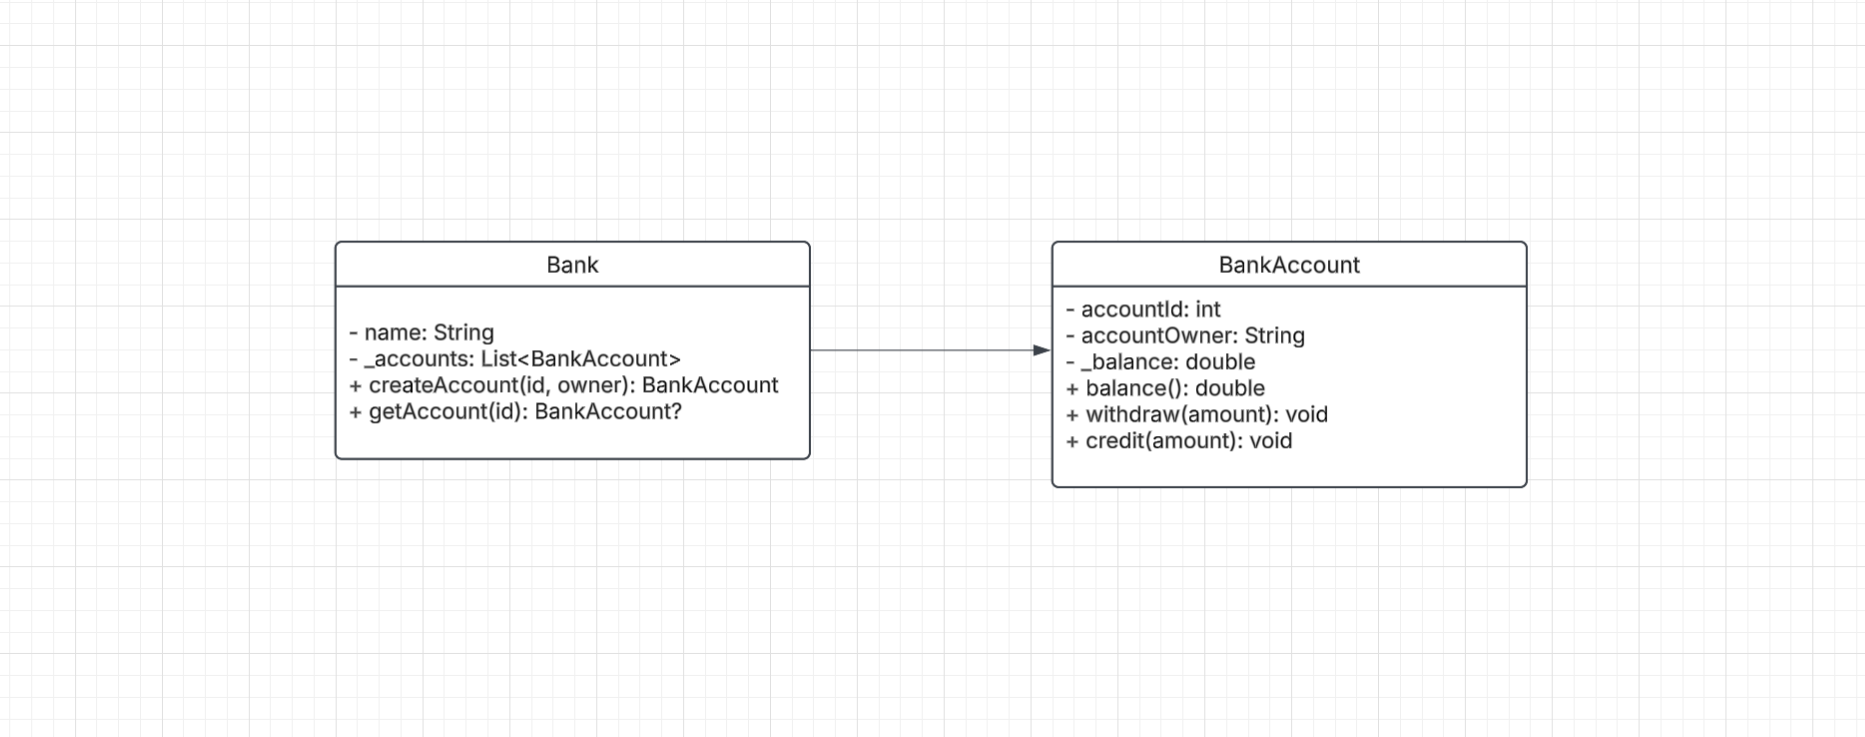 Bank
- name: String
- _accounts: List<BankAccount>
+ createAccount(id, owner): BankAccount
+ getAccount(id): BankAccount?
BankAccount
- accountId: int
- accountOwner: String
- _balance: double
+ balance(): double
+ withdraw(amount): void
+ credit(amount): void